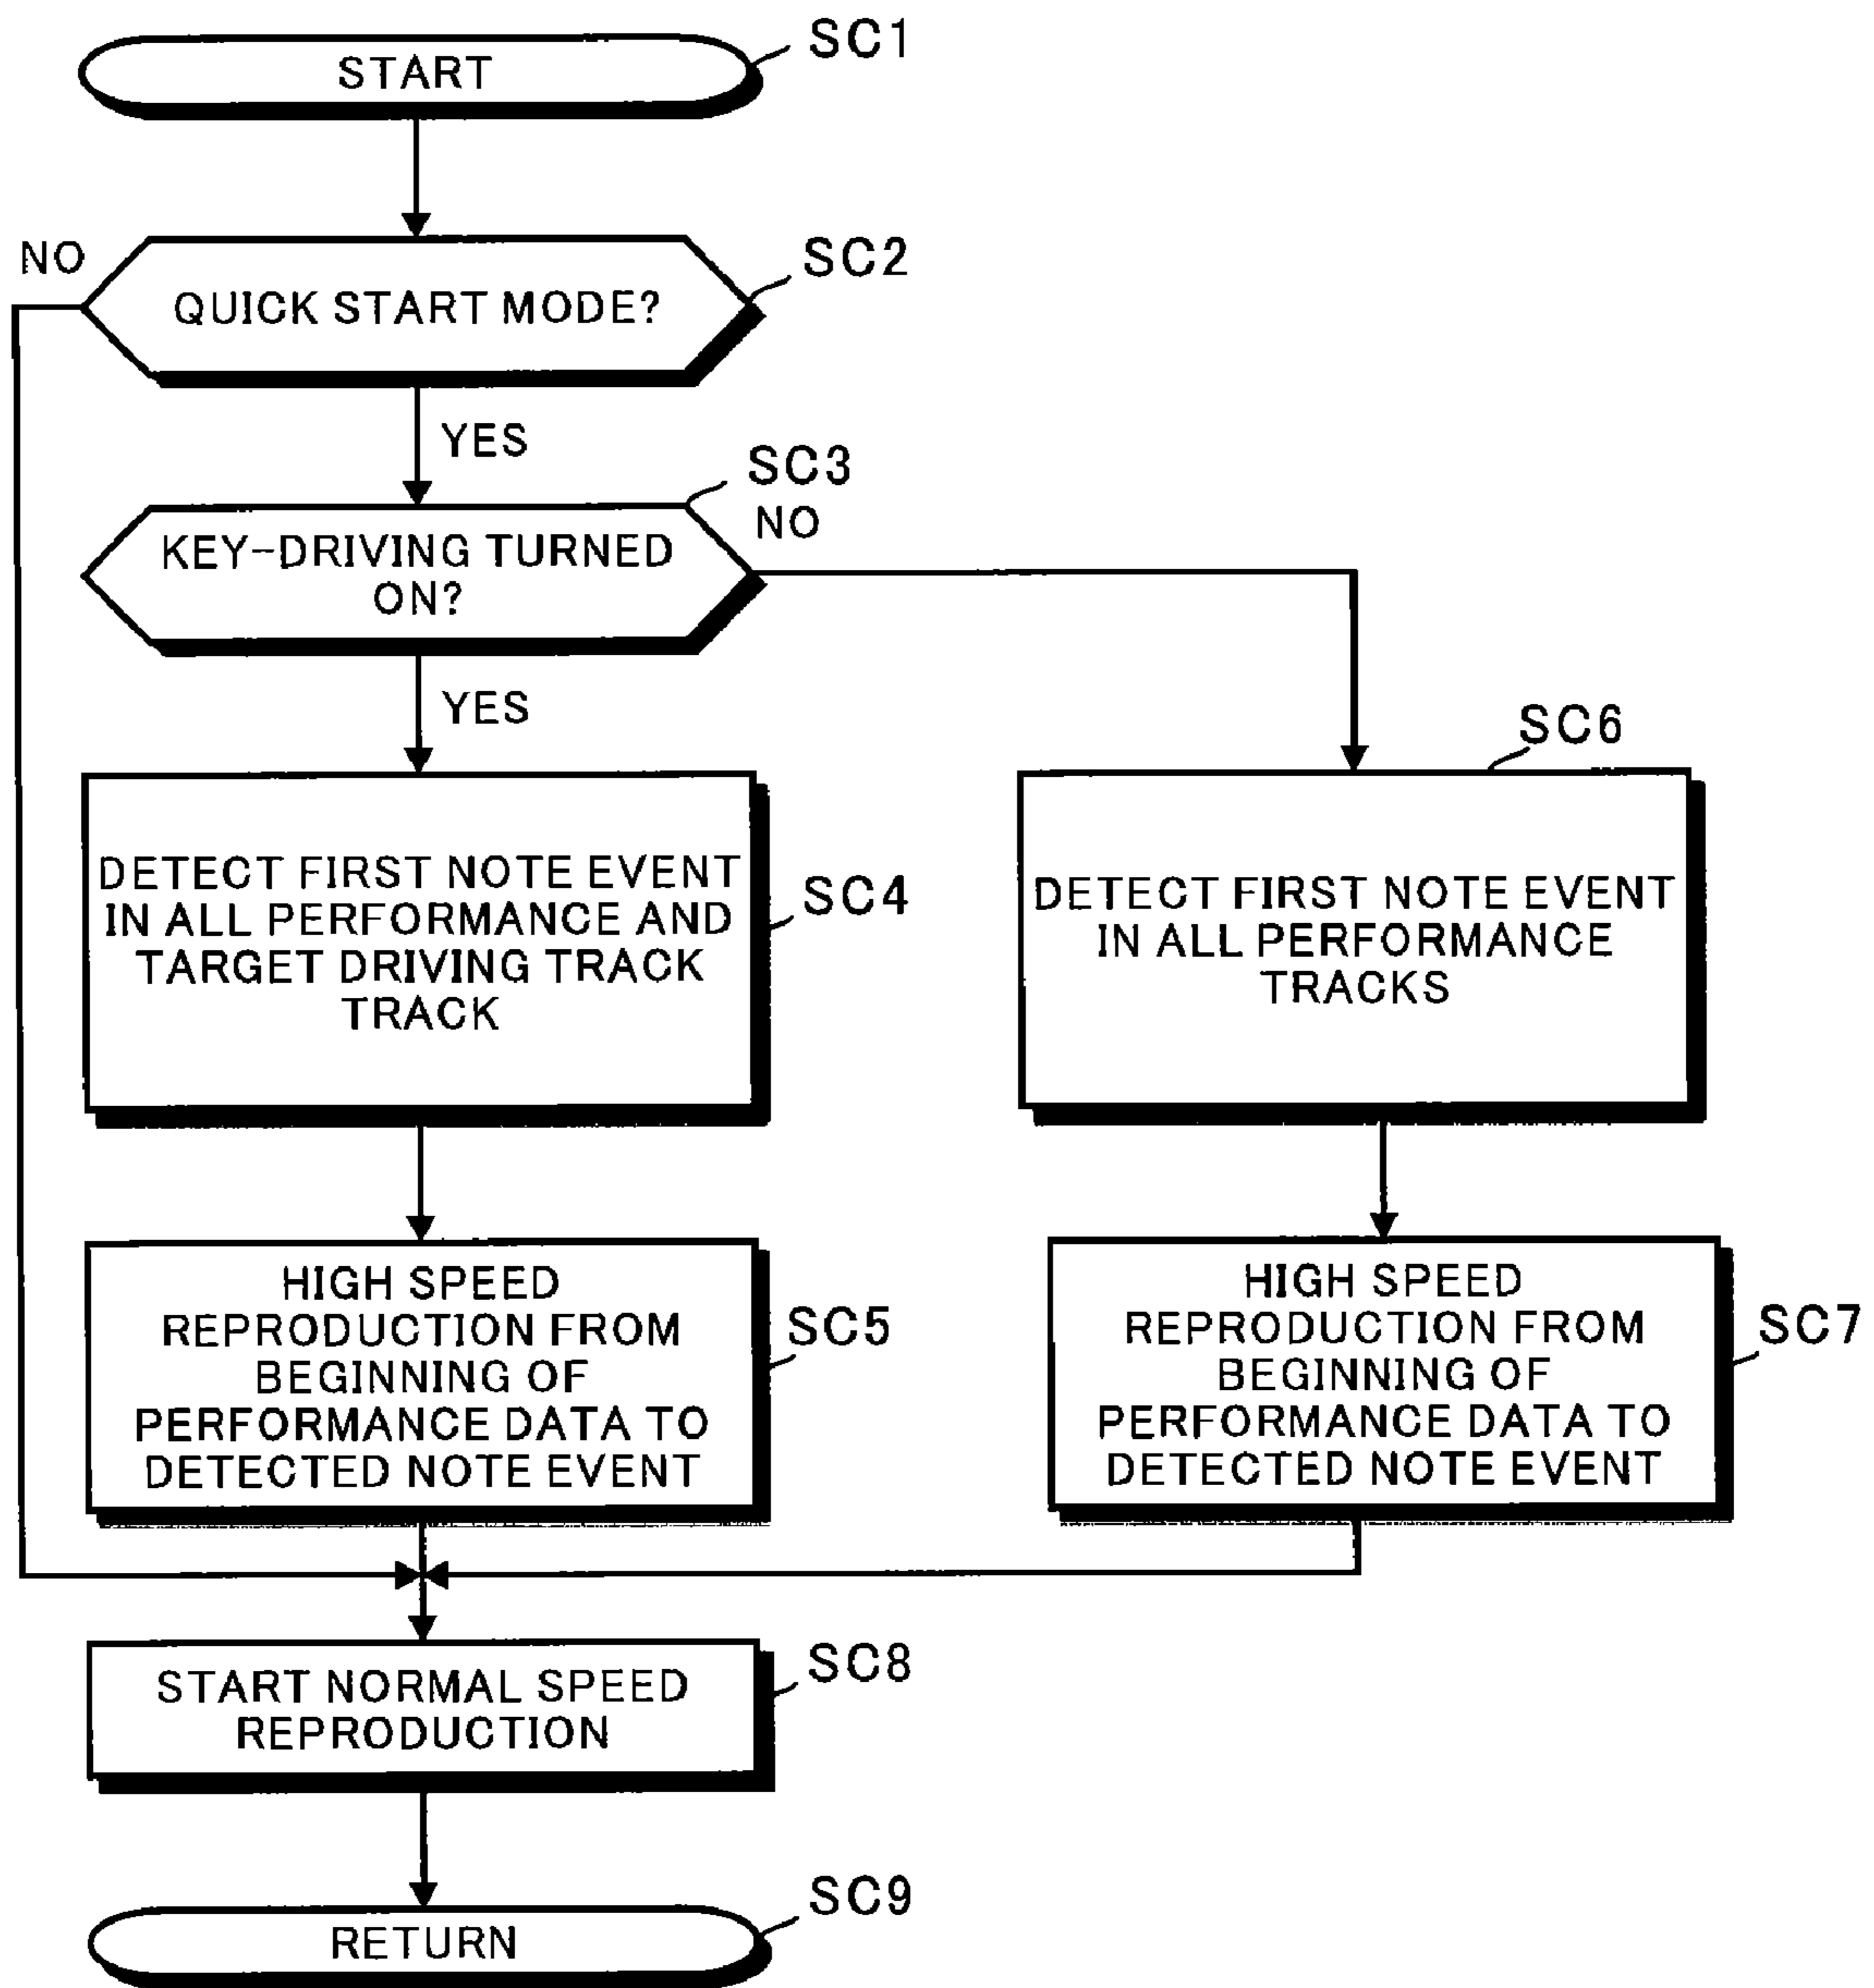 START
SC1
NO
QUICK START MODE?
SC2
YES
SC3
NO
KEY-DRIVING TURNED
ON?
YES
SC6
DETECT FIRST NOTE EVENT
IN ALL PERFORMANCE AND
TARGET DRIVING TRACK
TRACK
SC4
DETECT FIRST NOTE EVENT
IN ALL PERFORMANCE
TRACKS
HIGH SPEED
REPRODUCTION FROM
BEGINNING OF
PERFORMANCE DATA TO
DETECTED NOTE EVENT
SC5
HIGH SPEED
REPRODUCTION FROM
BEGINNING OF
PERFORMANCE DATA TO
DETECTED NOTE EVENT
SC7
START NORMAL SPEED
REPRODUCTION
SC8
RETURN
SC9